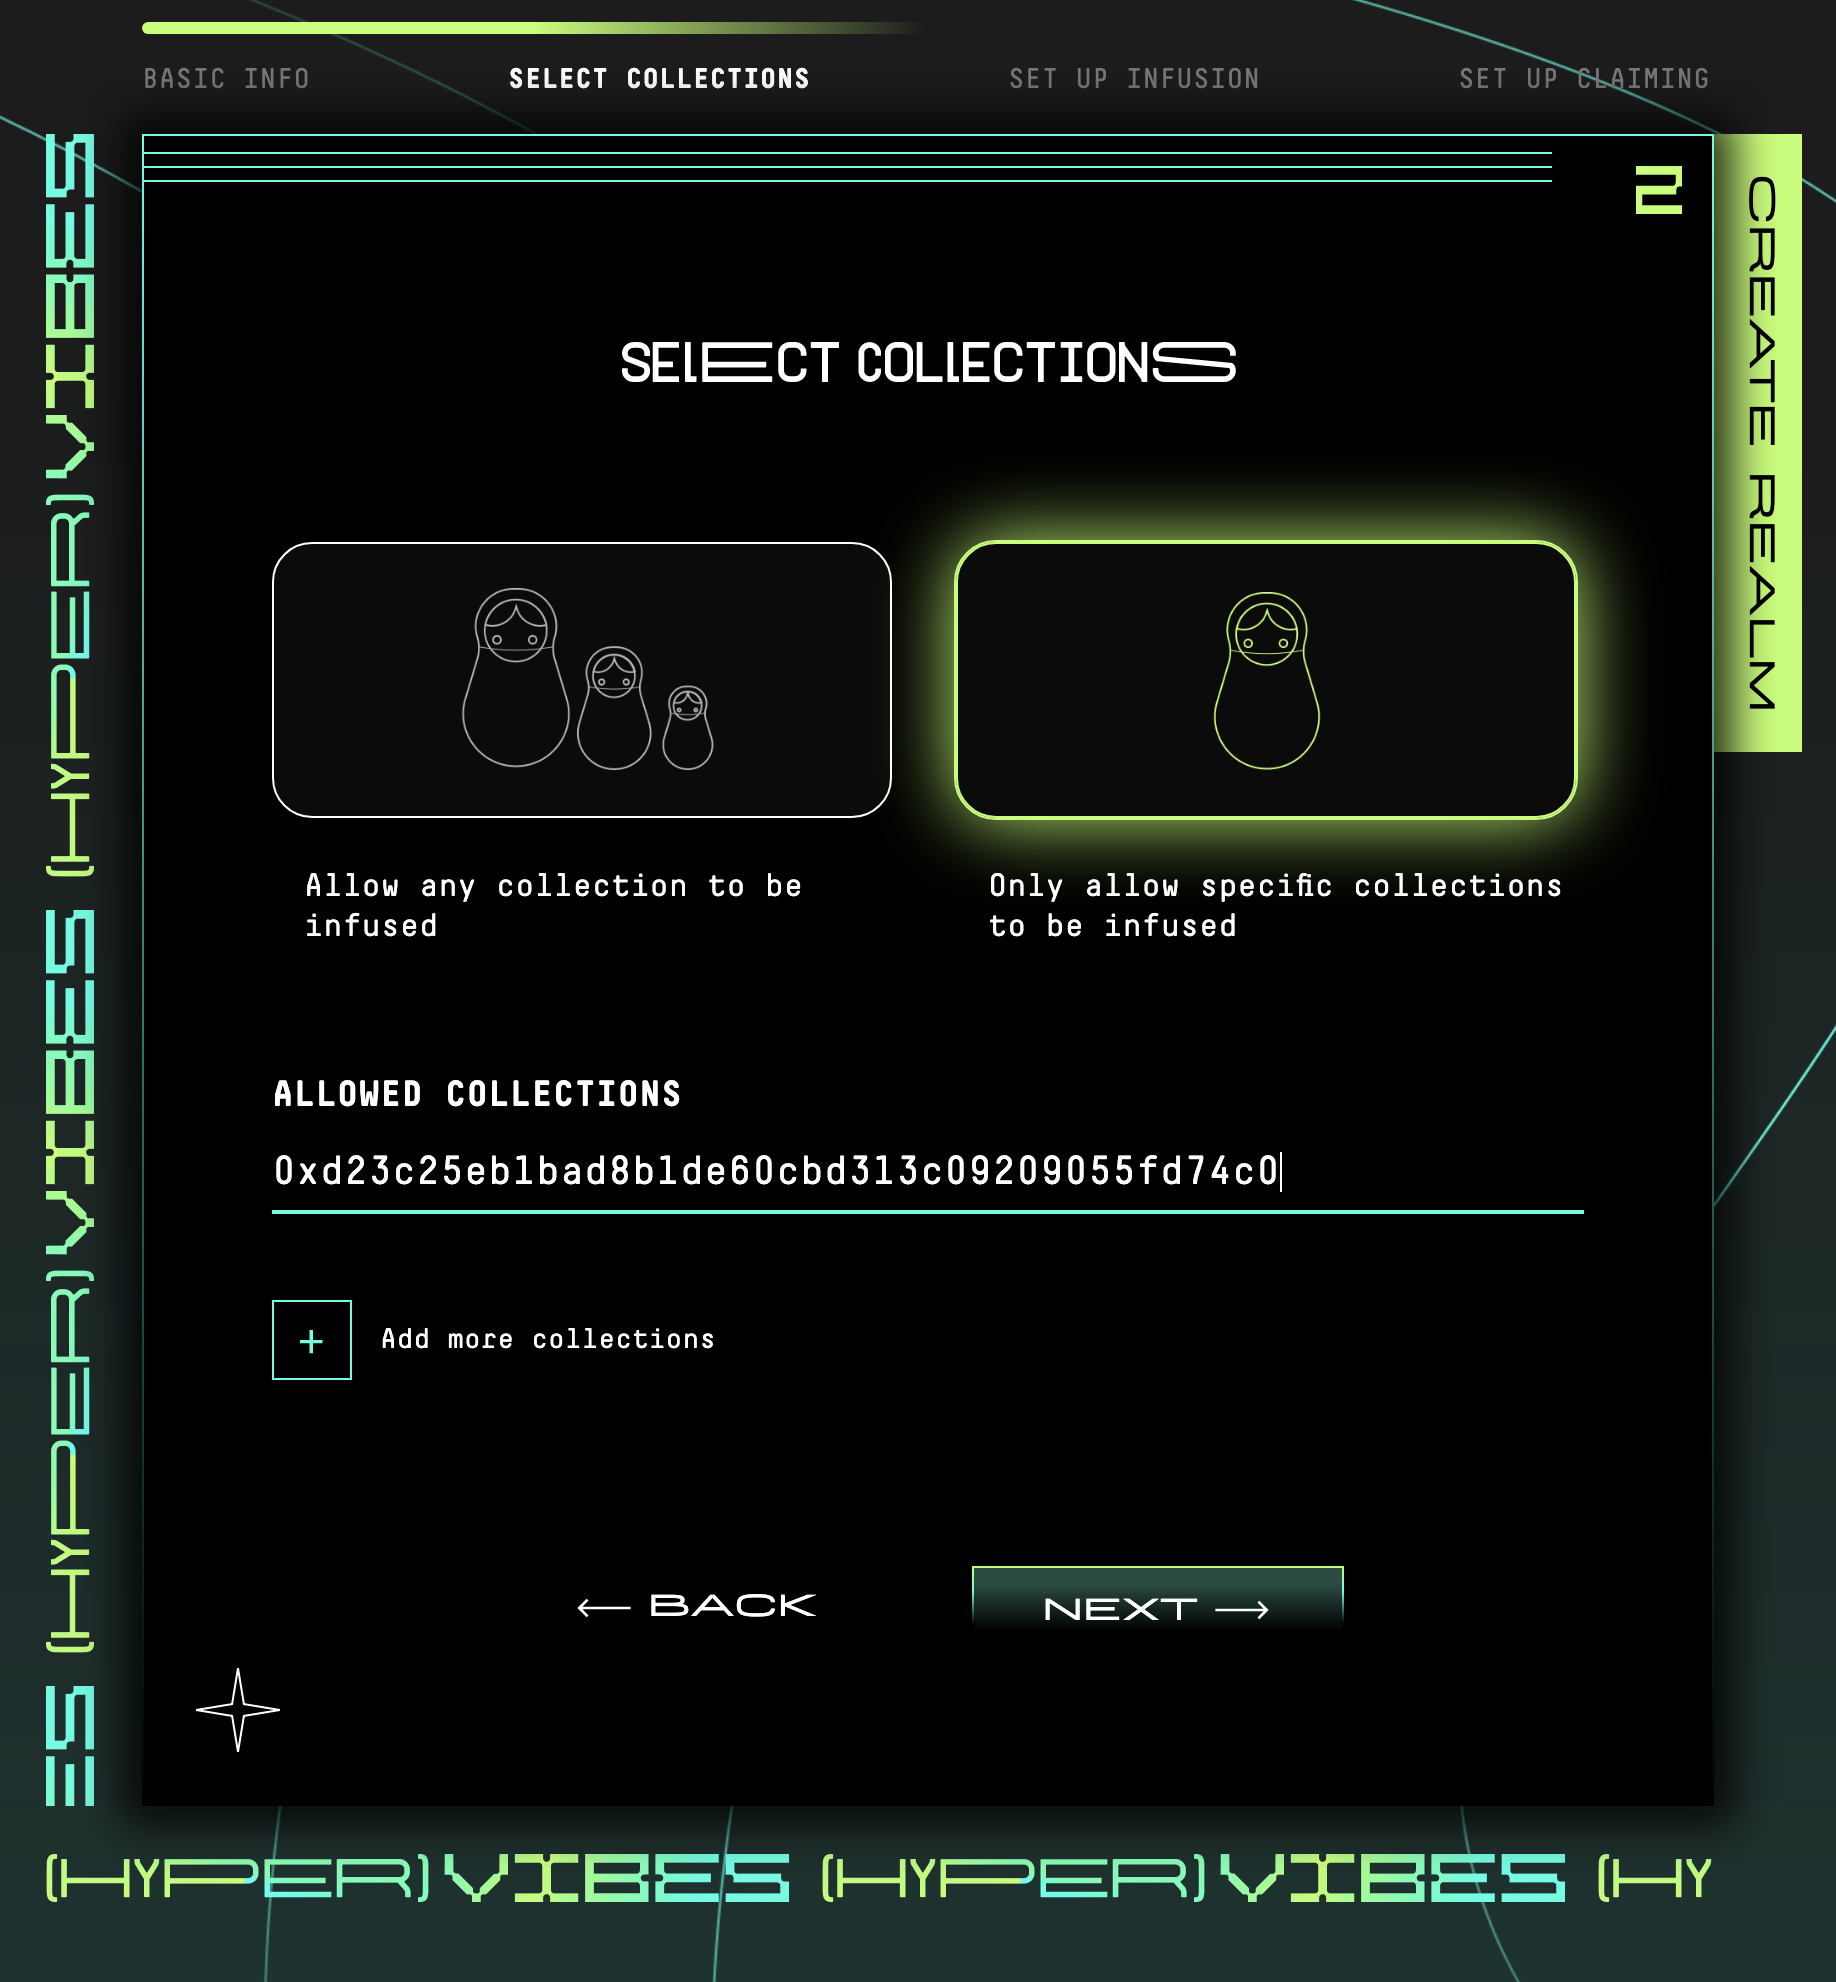 BASIC INFO
SELECT COLLECTIONS
SET UP INFUSION
SET UP CLAIMING
2
CREATE REALM
SELECT COLLECTIONS
Allow any collection to be
infused
Only allow specific collections
to be infused
ALLOWED COLLECTIONS
0xd23c25eb1bad8b1de60cbd313c09209055fd74c0
+ Add more collections
← BACK
NEXT →
ES (HYPER)VIBES (HYPER)VIBES
(HYPER)VIBES (HYPER)VIBES (HY